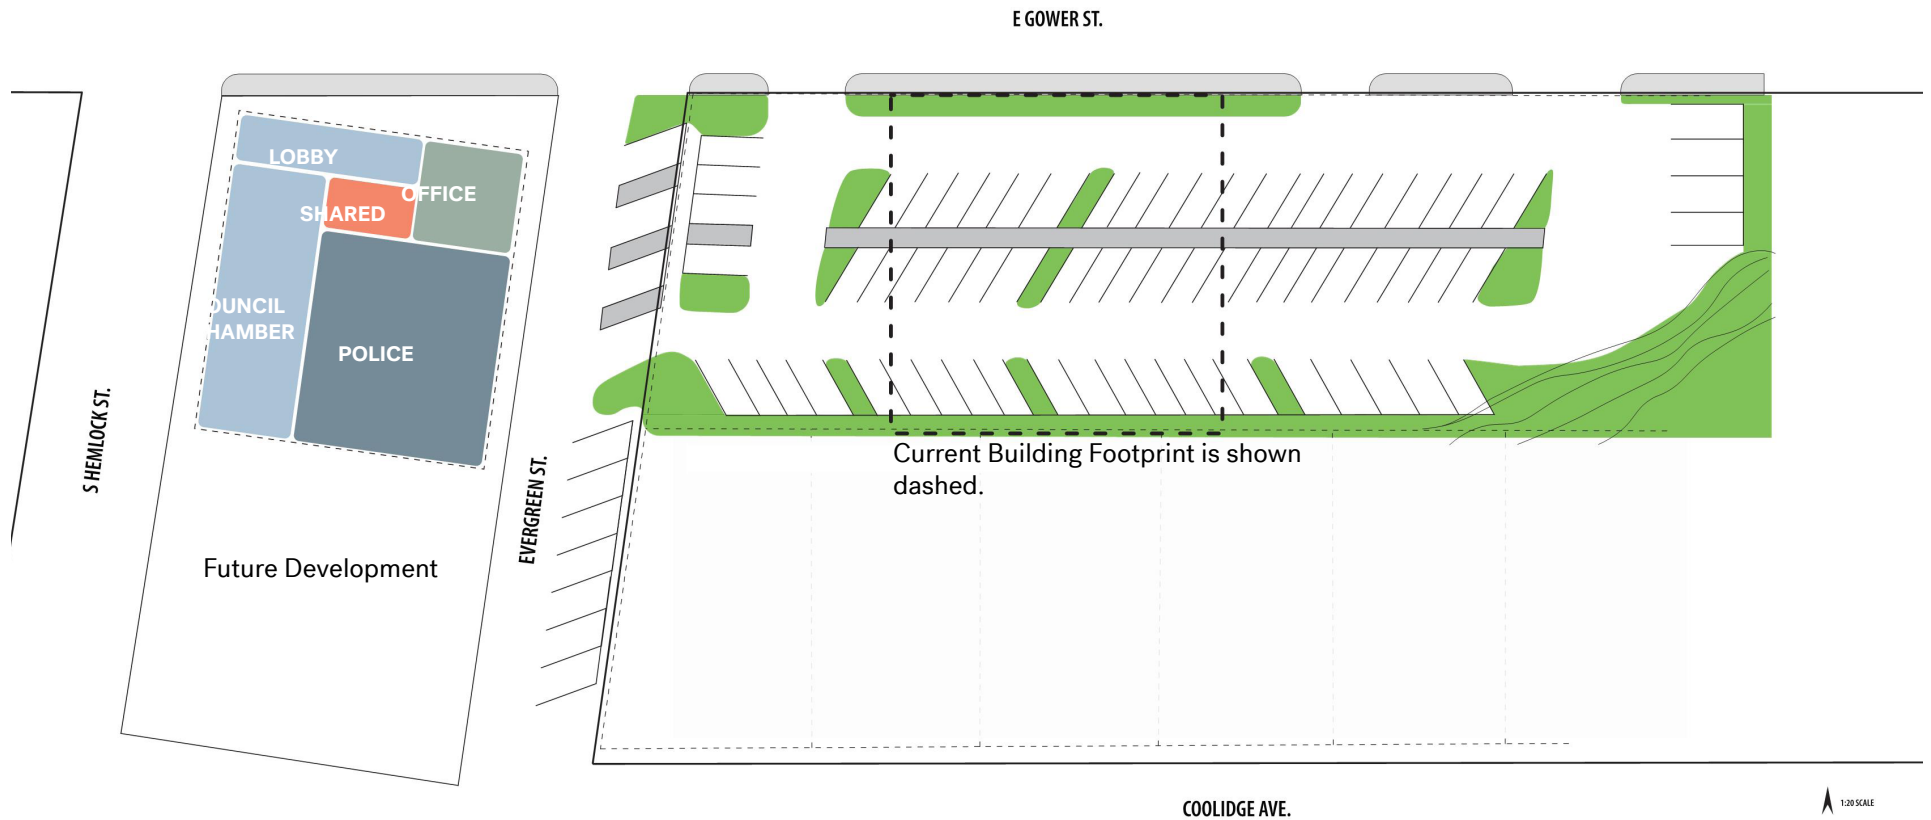 E GOWER ST.
LOBBY
OFFICE
SHARED
OUNCIL
HAMBER
POLICE
S HEMLOCK ST.
EVERGREEN ST.
Current Building Footprint is shown
dashed.
Future Development
COOLIDGE AVE.
1:20 SCALE